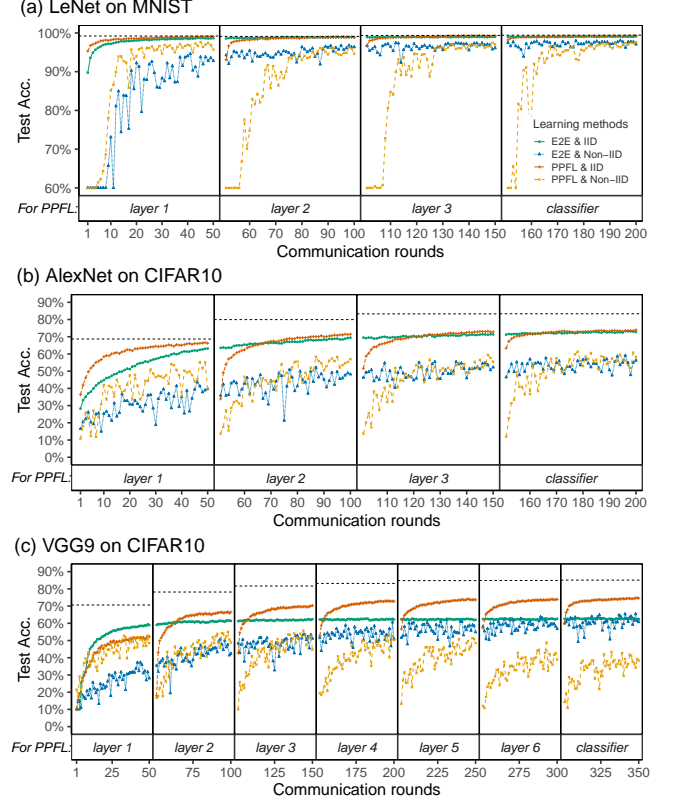 (a) LeNet on MNIST
Test Acc.
100%
90%
80%
70%
60%
Learning methods
E2E & IID
E2E & Non−IID
PPFL & IID
PPFL & Non−IID
For PPFL: layer 1 layer 2 layer 3 classifier
1 10 20 30 40 50 60 70 80 90 100 110 120 130 140 150 160 170 180 190 200
Communication rounds
(b) AlexNet on CIFAR10
Test Acc.
90%
80%
70%
60%
50%
40%
30%
20%
10%
0%
For PPFL: layer 1 layer 2 layer 3 classifier
1 10 20 30 40 50 60 70 80 90 100 110 120 130 140 150 160 170 180 190 200
Communication rounds
(c) VGG9 on CIFAR10
Test Acc.
90%
80%
70%
60%
50%
40%
30%
20%
10%
0%
For PPFL: layer 1 layer 2 layer 3 layer 4 layer 5 layer 6 classifier
1 25 50 75 100 125 150 175 200 225 250 275 300 325 350
Communication rounds